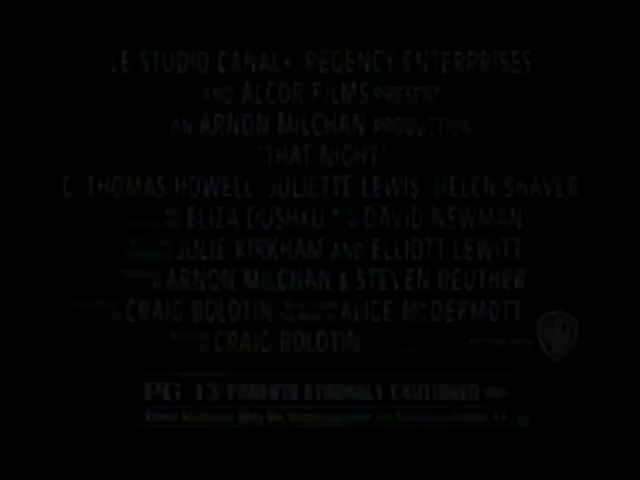 LE STUDIO CANAL+ REGENCY ENTERPRISES
AND ALCOR FILMS PRESENT
AN ARNON MILCHAN PRODUCTION
"THAT NIGHT"
C. THOMAS HOWELL JULIETTE LEWIS HELEN SHAVER
ELIZA DUSHKU DAVID NEWMAN
JULIE KIRKHAM AND ELLIOTT LEWITT
ARNON MILCHAN & STEVEN REUTHER
CRAIG BOLOTIN ALICE McDERMOTT
CRAIG BOLOTIN
PG 13 PARENTS STRONGLY CAUTIONED